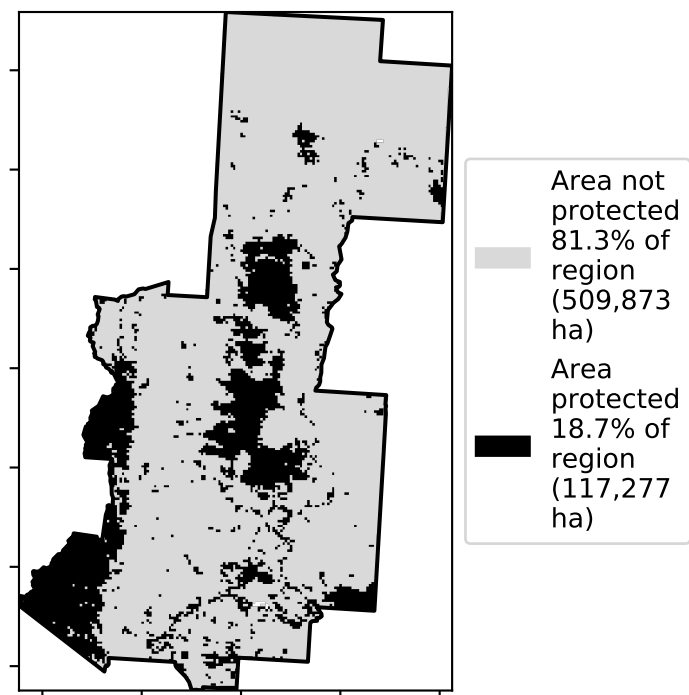 Area not
protected
81.3% of
region
(509,873
ha)
Area
protected
18.7% of
region
(117,277
ha)